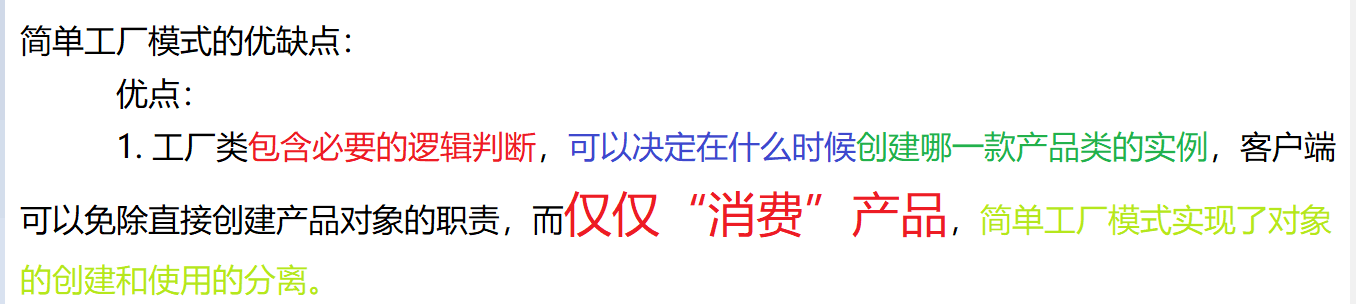 简单工厂模式的优缺点：
优点：
1. 工厂类包含必要的逻辑判断，可以决定在什么时候创建哪一款产品类的实例，客户端
可以免除直接创建产品对象的职责，而仅仅“消费”产品，简单工厂模式实现了对象
的创建和使用的分离。